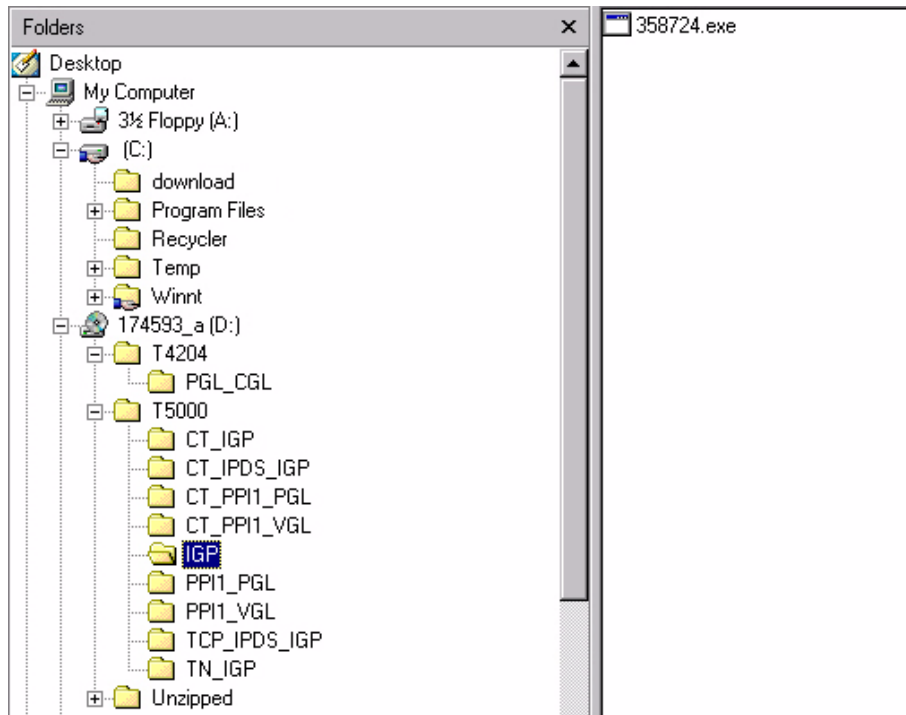 Folders
358724.exe
Desktop
My Computer
3½ Floppy (A:)
(C:)
download
Program Files
Recycler
Temp
Winnt
174593_a (D:)
T4204
PGL_CGL
T5000
CT_IGP
CT_IPDS_IGP
CT_PPI1_PGL
CT_PPI1_VGL
IGP
PPI1_PGL
PPI1_VGL
TCP_IPDS_IGP
TN_IGP
Unzipped